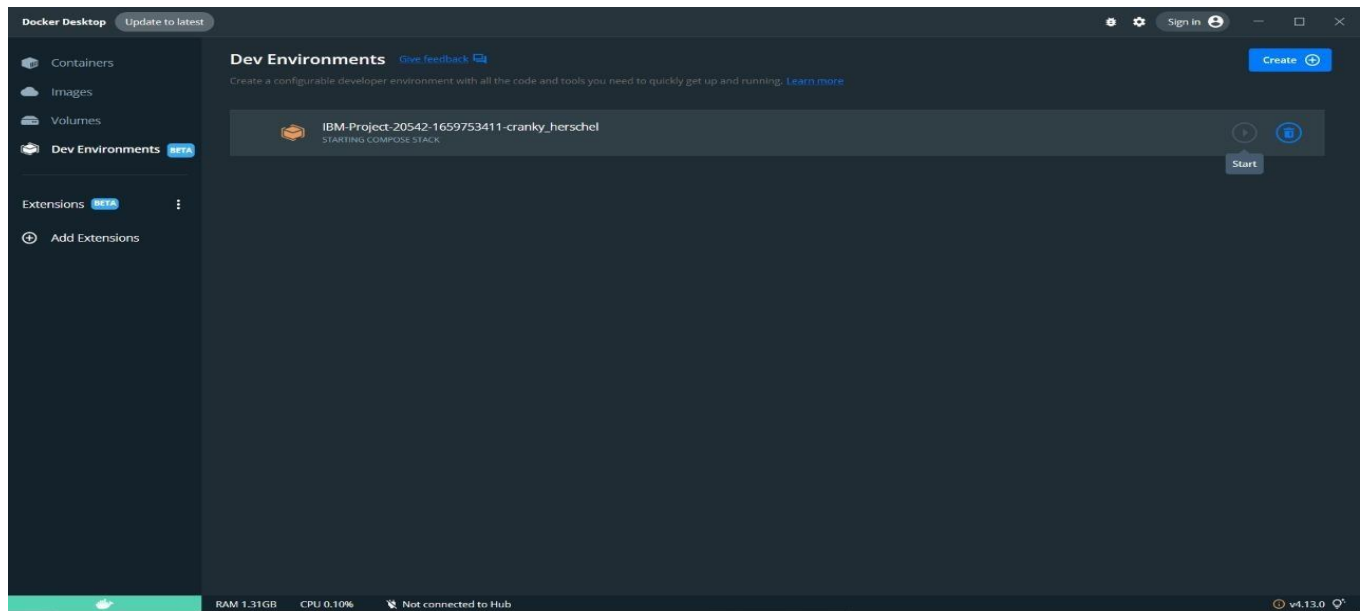 Docker Desktop Update to latest
Sign in
Containers
Images
Volumes
Dev Environments BETA
Extensions BETA
Add Extensions
Dev Environments Give feedback
Create
Create a configurable developer environment with all the code and tools you need to quickly get up and running. Learn more
IBM-Project-20542-1659753411-cranky_herschel
STARTING COMPOSE STACK
Start
RAM 1.31GB CPU 0.10% Not connected to Hub
v4.13.0